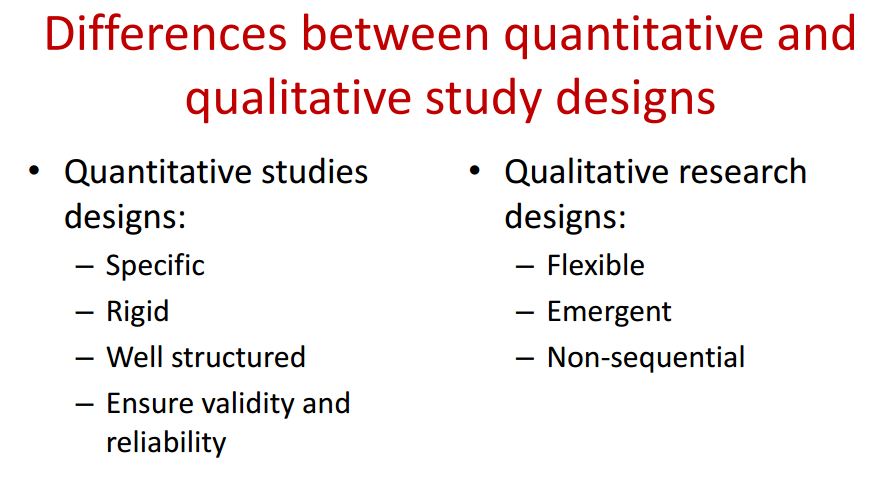 Differences between quantitative and
qualitative study designs
• Quantitative studies
designs:
– Specific
– Rigid
– Well structured
– Ensure validity and
reliability
• Qualitative research
designs:
– Flexible
– Emergent
– Non-sequential